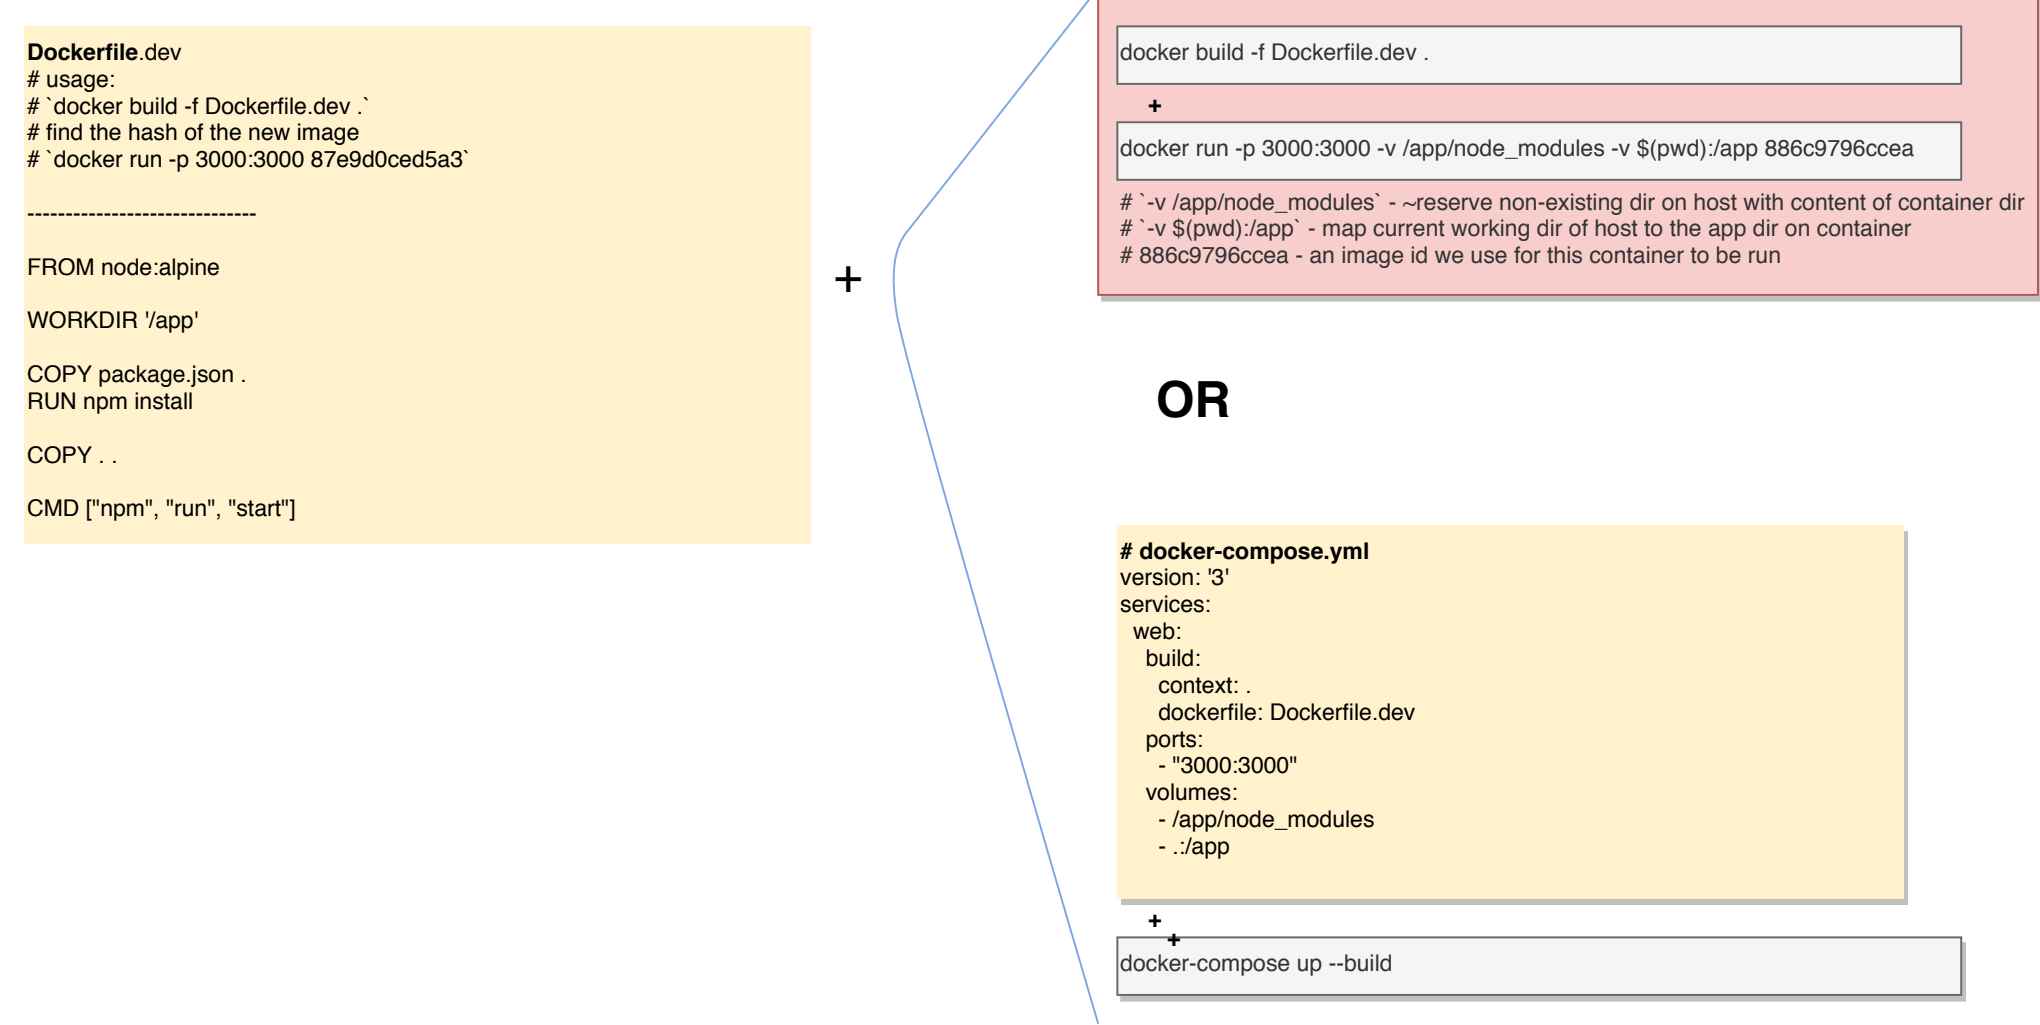 Dockerfile.dev
# usage:
# `docker build -f Dockerfile.dev .`
# find the hash of the new image
# `docker run -p 3000:3000 87e9d0ced5a3`
------------------------------
FROM node:alpine
WORKDIR '/app'
COPY package.json .
RUN npm install
COPY . .
CMD ["npm", "run", "start"]
+
docker build -f Dockerfile.dev .
+
docker run -p 3000:3000 -v /app/node_modules -v $(pwd):/app 886c9796ccea
# `-v /app/node_modules` - ~reserve non-existing dir on host with content of container dir
# `-v $(pwd):/app` - map current working dir of host to the app dir on container
# 886c9796ccea - an image id we use for this container to be run
OR
# docker-compose.yml
version: '3'
services:
  web:
    build:
      context: .
      dockerfile: Dockerfile.dev
    ports:
      - "3000:3000"
    volumes:
      - /app/node_modules
      - .:/app
+
+
docker-compose up --build